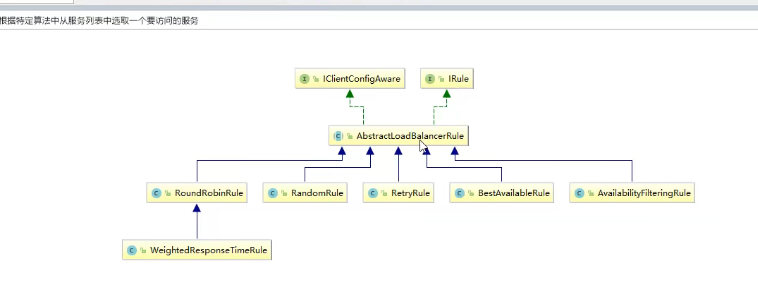 根据特定算法中从服务列表中选取一个要访问的服务
IClientConfigAware
IRule
AbstractLoadBalancerRule
RoundRobinRule
RandomRule
RetryRule
BestAvailableRule
AvailabilityFilteringRule
WeightedResponseTimeRule